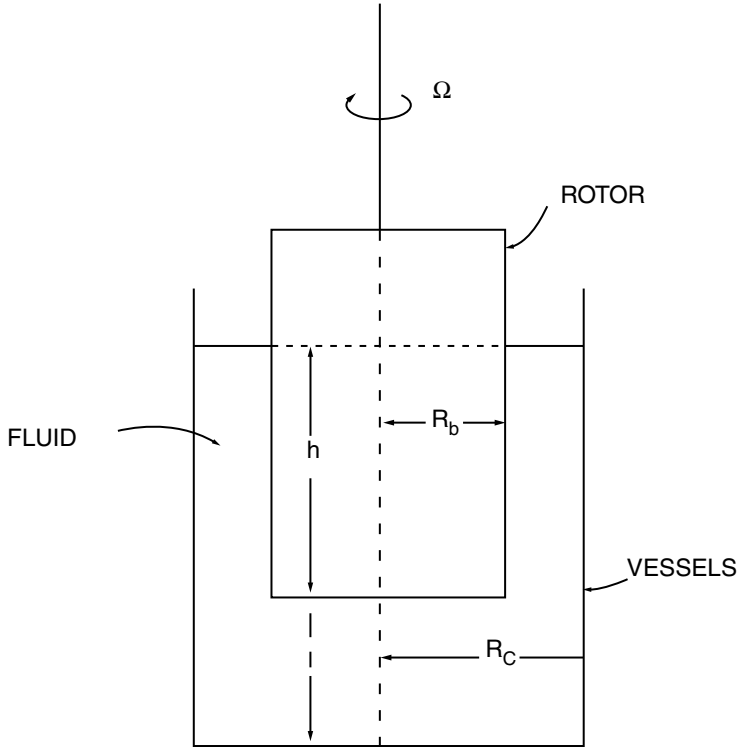 Ω
ROTOR
R_b
FLUID
h
VESSELS
R_C